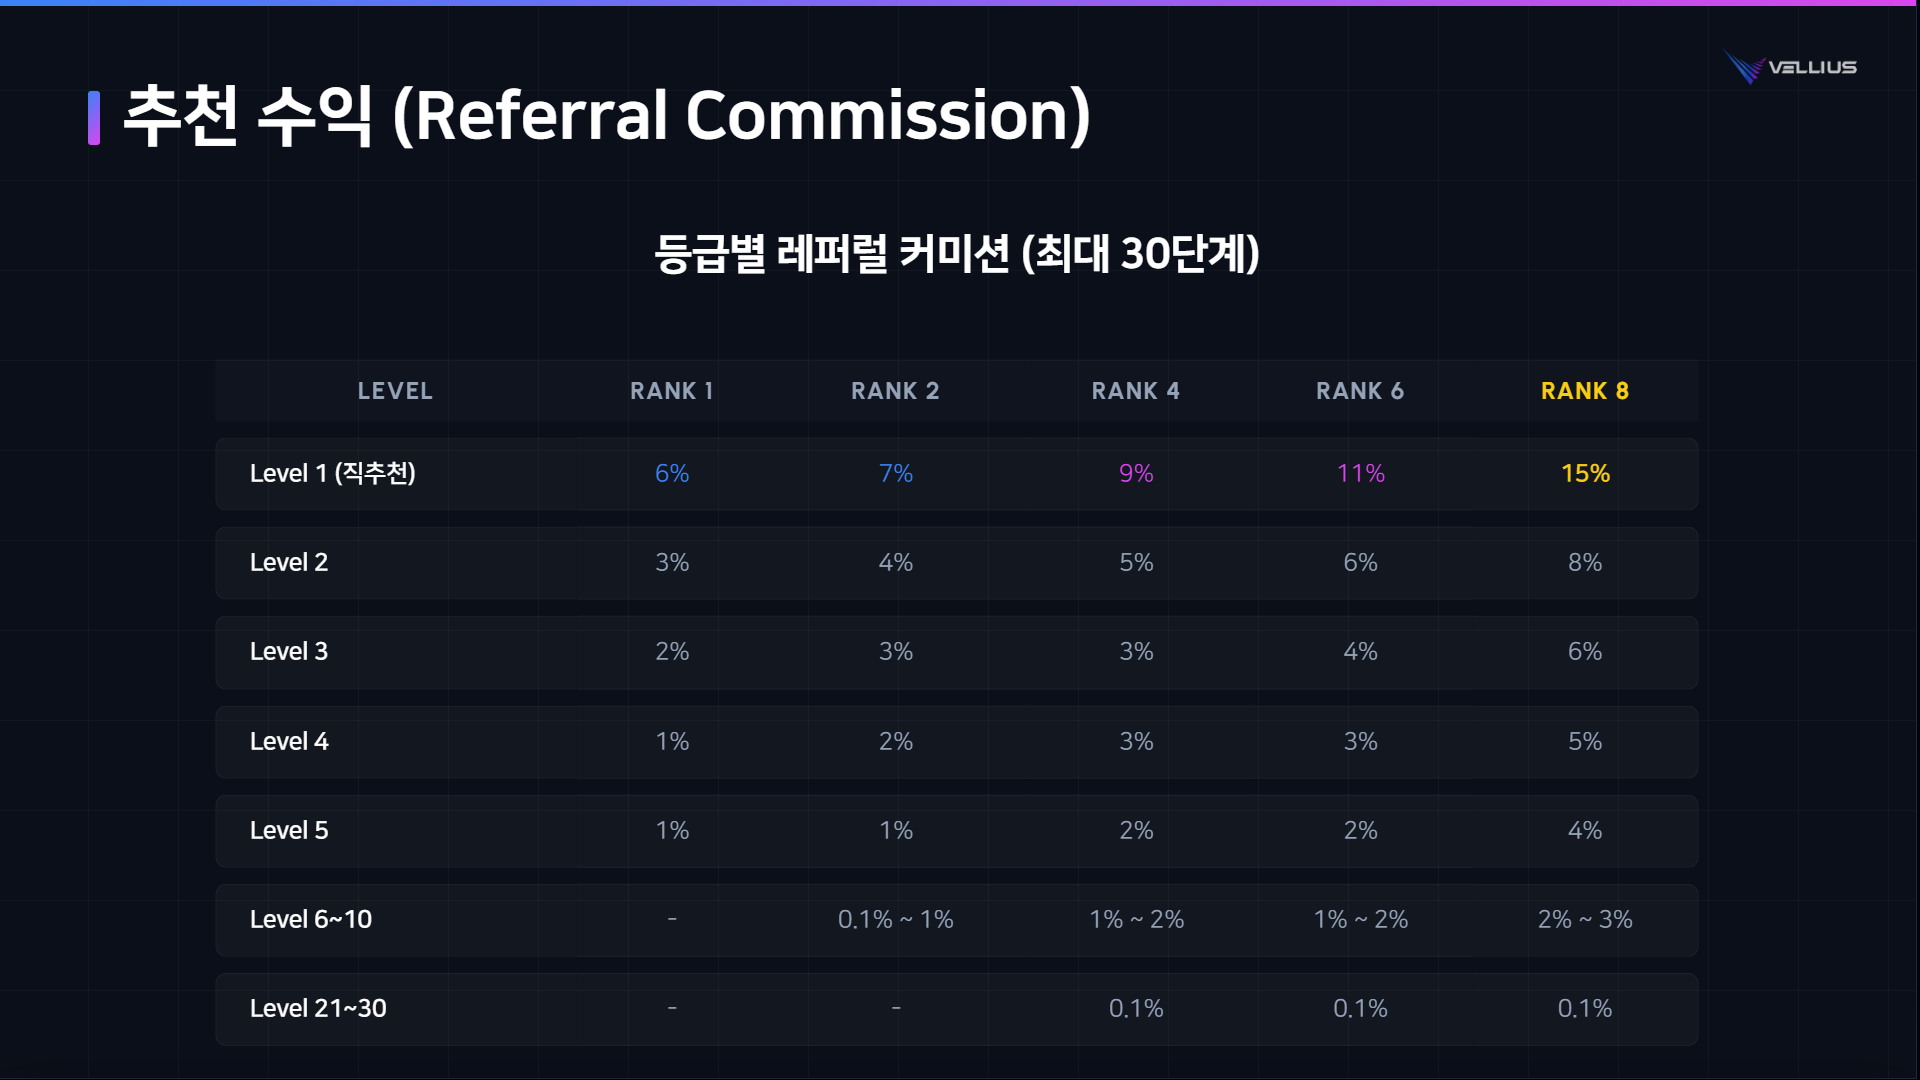 VELLIUS
추천 수익 (Referral Commission)
등급별 레퍼럴 커미션 (최대 30단계)
LEVEL RANK 1 RANK 2 RANK 4 RANK 6 RANK 8
Level 1 (직추천) 6% 7% 9% 11% 15%
Level 2 3% 4% 5% 6% 8%
Level 3 2% 3% 3% 4% 6%
Level 4 1% 2% 3% 3% 5%
Level 5 1% 1% 2% 2% 4%
Level 6~10 - 0.1% ~ 1% 1% ~ 2% 1% ~ 2% 2% ~ 3%
Level 21~30 - - 0.1% 0.1% 0.1%